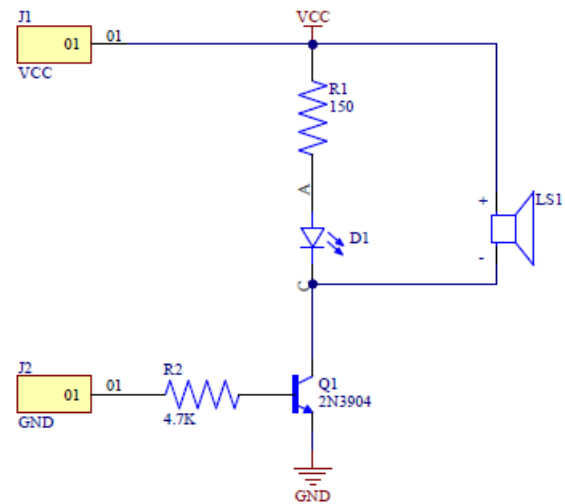 J1
01
01
VCC
VCC
R1
150
A
+
LS1
D1
-
C
J2
01
01
GND
R2
4.7K
Q1
2N3904
GND